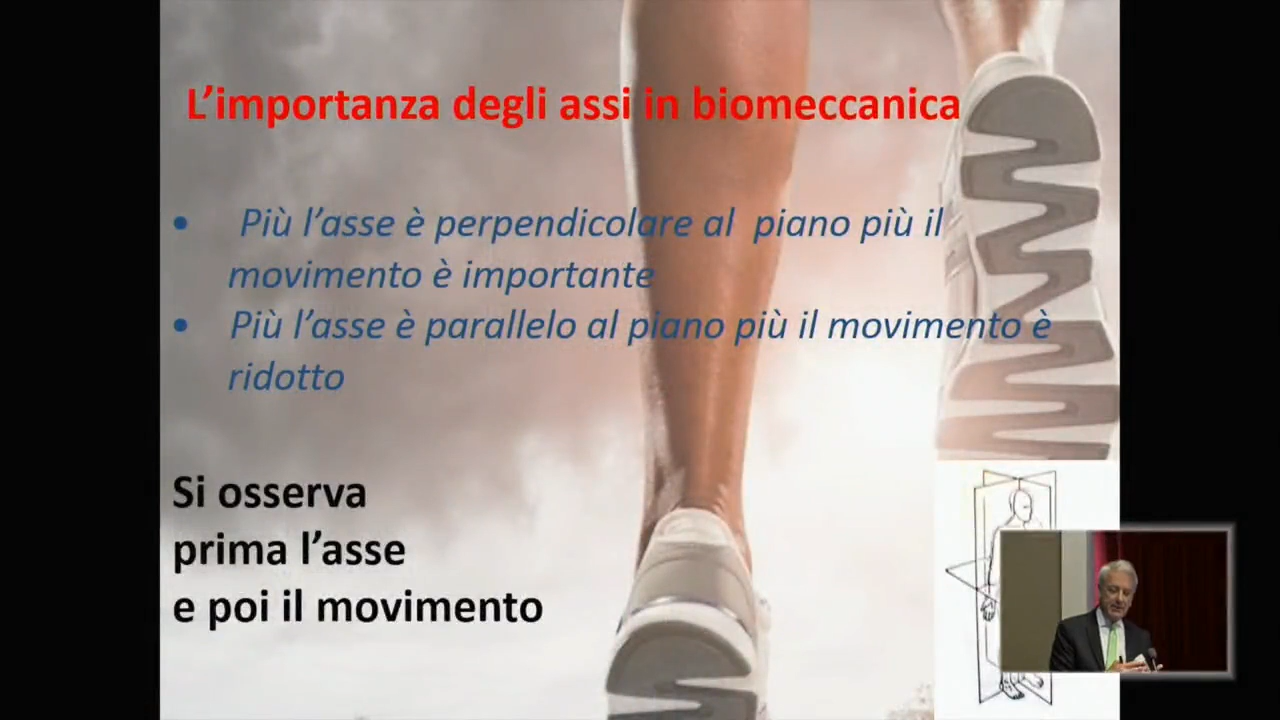 L’importanza degli assi in biomeccanica
• Più l’asse è perpendicolare al piano più il
movimento è importante
• Più l’asse è parallelo al piano più il movimento è
ridotto
Si osserva
prima l’asse
e poi il movimento